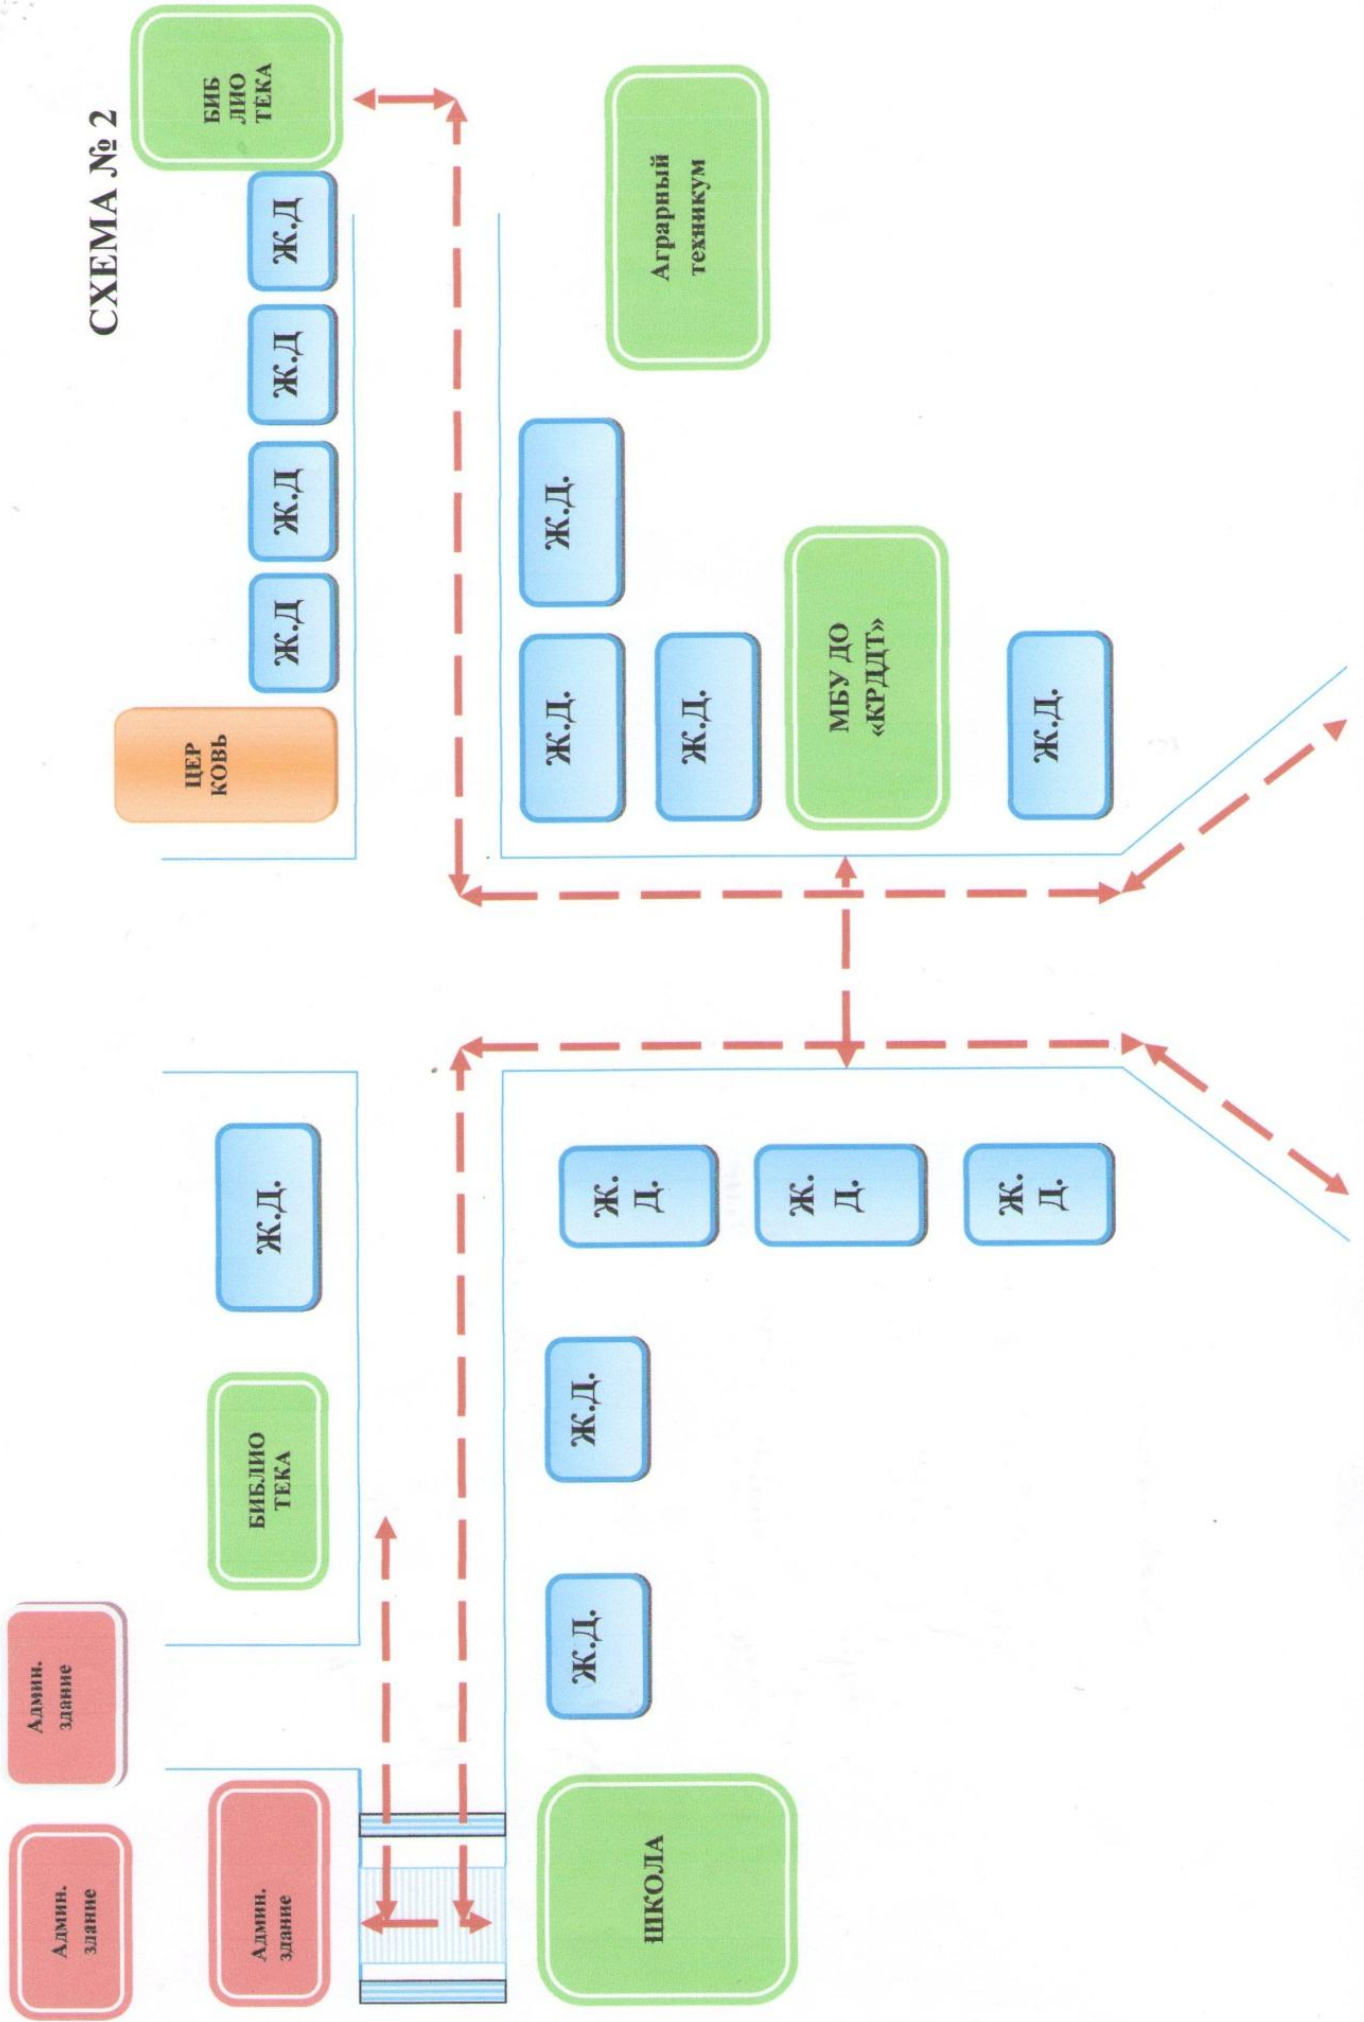 СХЕМА № 2
Админ.
здание
Админ.
здание
Админ.
здание
БИБЛИО
ТЕКА
Ж.Д.
ЦЕР
КОВЬ
Ж.Д
Ж.Д
Ж.Д
Ж.Д
БИБ
ЛИО
ТЕКА
ШКОЛА
Ж.Д.
Ж.Д.
Ж.
Д.
Ж.
Д.
Ж.
Д.
Ж.Д.
Ж.Д.
Ж.Д.
Аграрный
техникум
МБУ ДО
«КРДДТ»
Ж.Д.